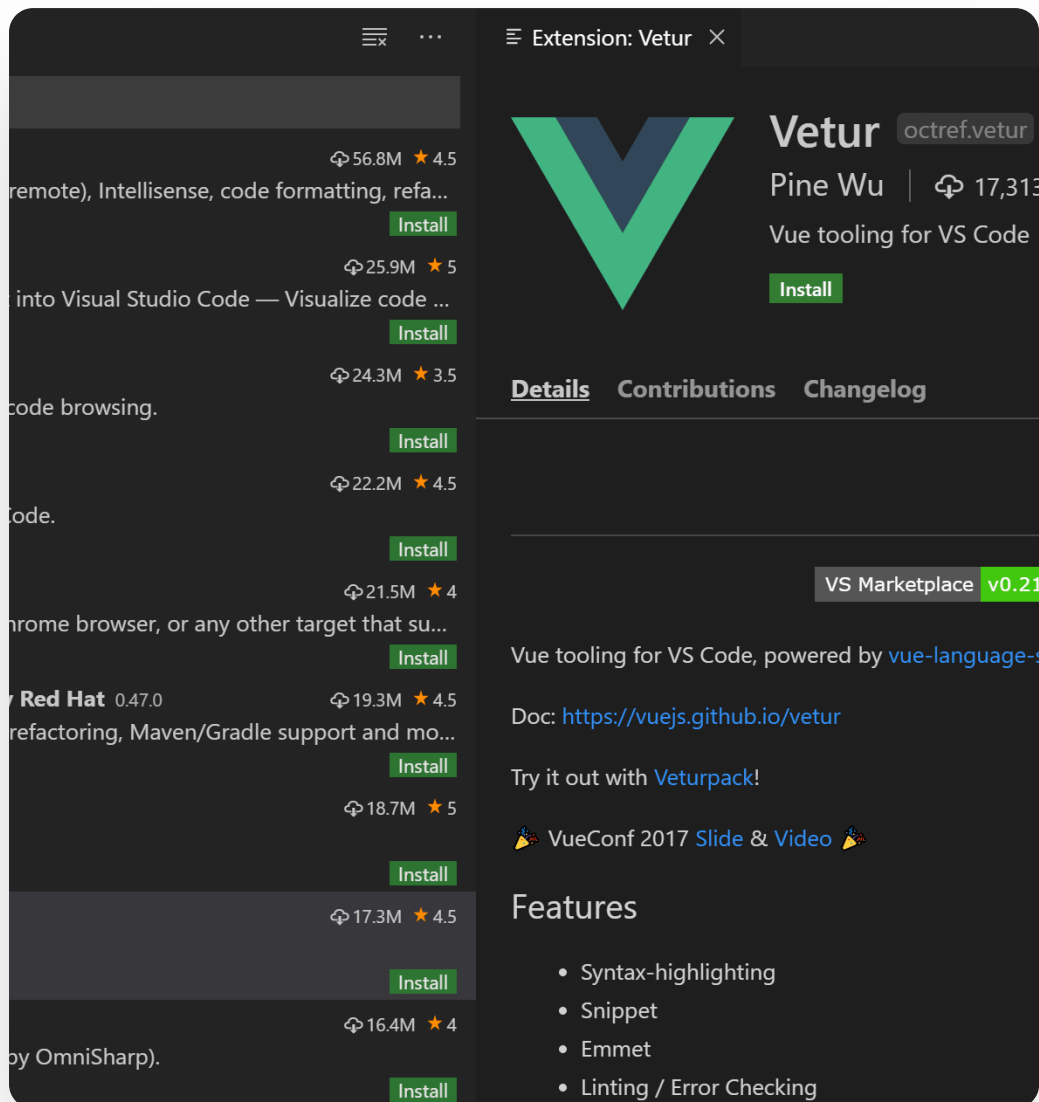 56.8M ★ 4.5
remote), Intellisense, code formatting, refa...
Install
25.9M ★ 5
into Visual Studio Code — Visualize code ...
Install
24.3M ★ 3.5
code browsing.
Install
22.2M ★ 4.5
Code.
Install
21.5M ★ 4
hrome browser, or any other target that su...
Install
Red Hat 0.47.0 19.3M ★ 4.5
refactoring, Maven/Gradle support and mo...
Install
18.7M ★ 5
Install
17.3M ★ 4.5
Install
16.4M ★ 4
by OmniSharp).
Install
Extension: Vetur
Vetur octref.vetur
Pine Wu | 17,313
Vue tooling for VS Code
Install
Details Contributions Changelog
VS Marketplace v0.21
Vue tooling for VS Code, powered by vue-language-s
Doc: https://vuejs.github.io/vetur
Try it out with Veturpack!
🎉 VueConf 2017 Slide & Video 🎉
Features
• Syntax-highlighting
• Snippet
• Emmet
• Linting / Error Checking